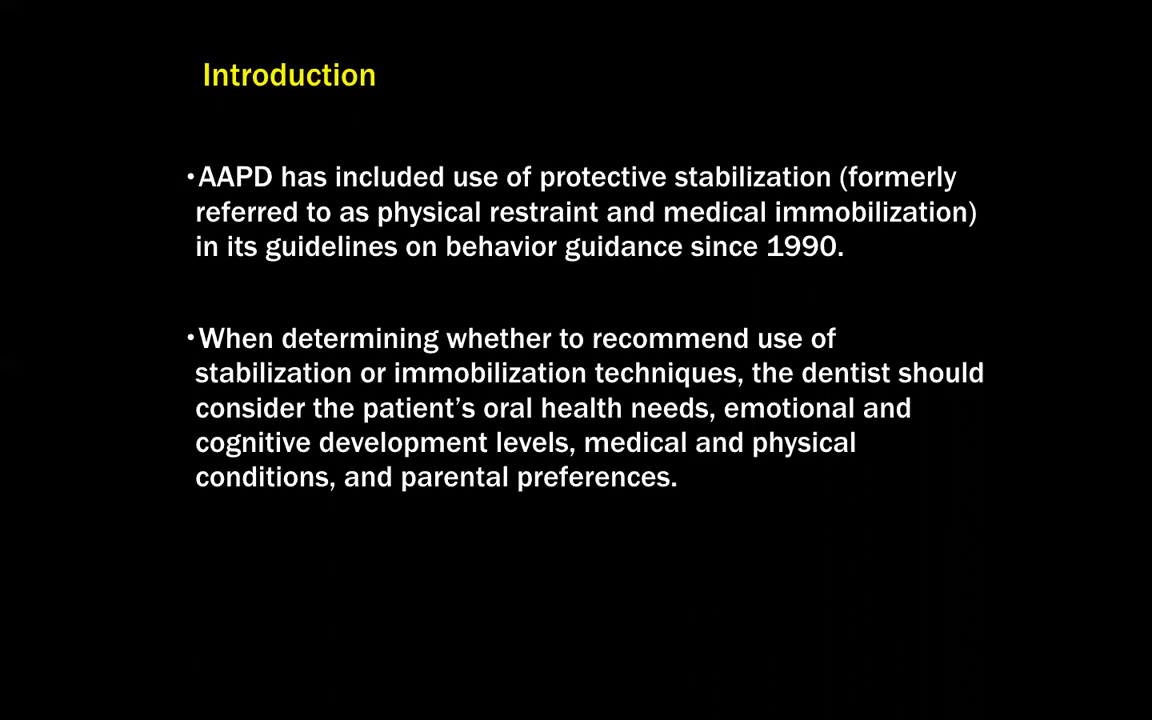 Introduction
•AAPD has included use of protective stabilization (formerly
referred to as physical restraint and medical immobilization)
in its guidelines on behavior guidance since 1990.
•When determining whether to recommend use of
stabilization or immobilization techniques, the dentist should
consider the patient’s oral health needs, emotional and
cognitive development levels, medical and physical
conditions, and parental preferences.